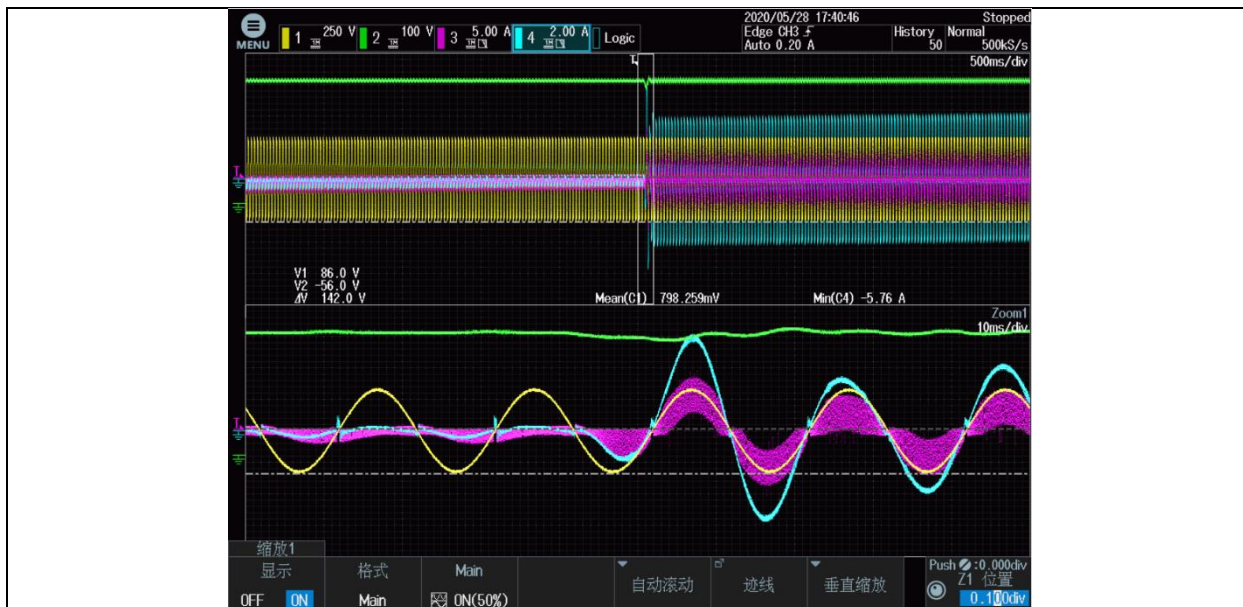 2020/05/28 17:40:46 Stopped
MENU 1 250 V 2 100 V 3 5.00 A 4 2.00 A Logic Edge CH3 History Normal
Auto 0.20 A 50 500kS/s
500ms/div
T
T
V1 86.0 V
V2 -56.0 V
ΔV 142.0 V Mean(C1) 798.259mV Min(C4) -5.76 A
Zoom1
10ms/div
T
缩放1
显示 格式 Main 自动滚动 迹线 垂直缩放 Push :0.000div
Z1 位置
OFF ON Main ON(50%) 0.100div